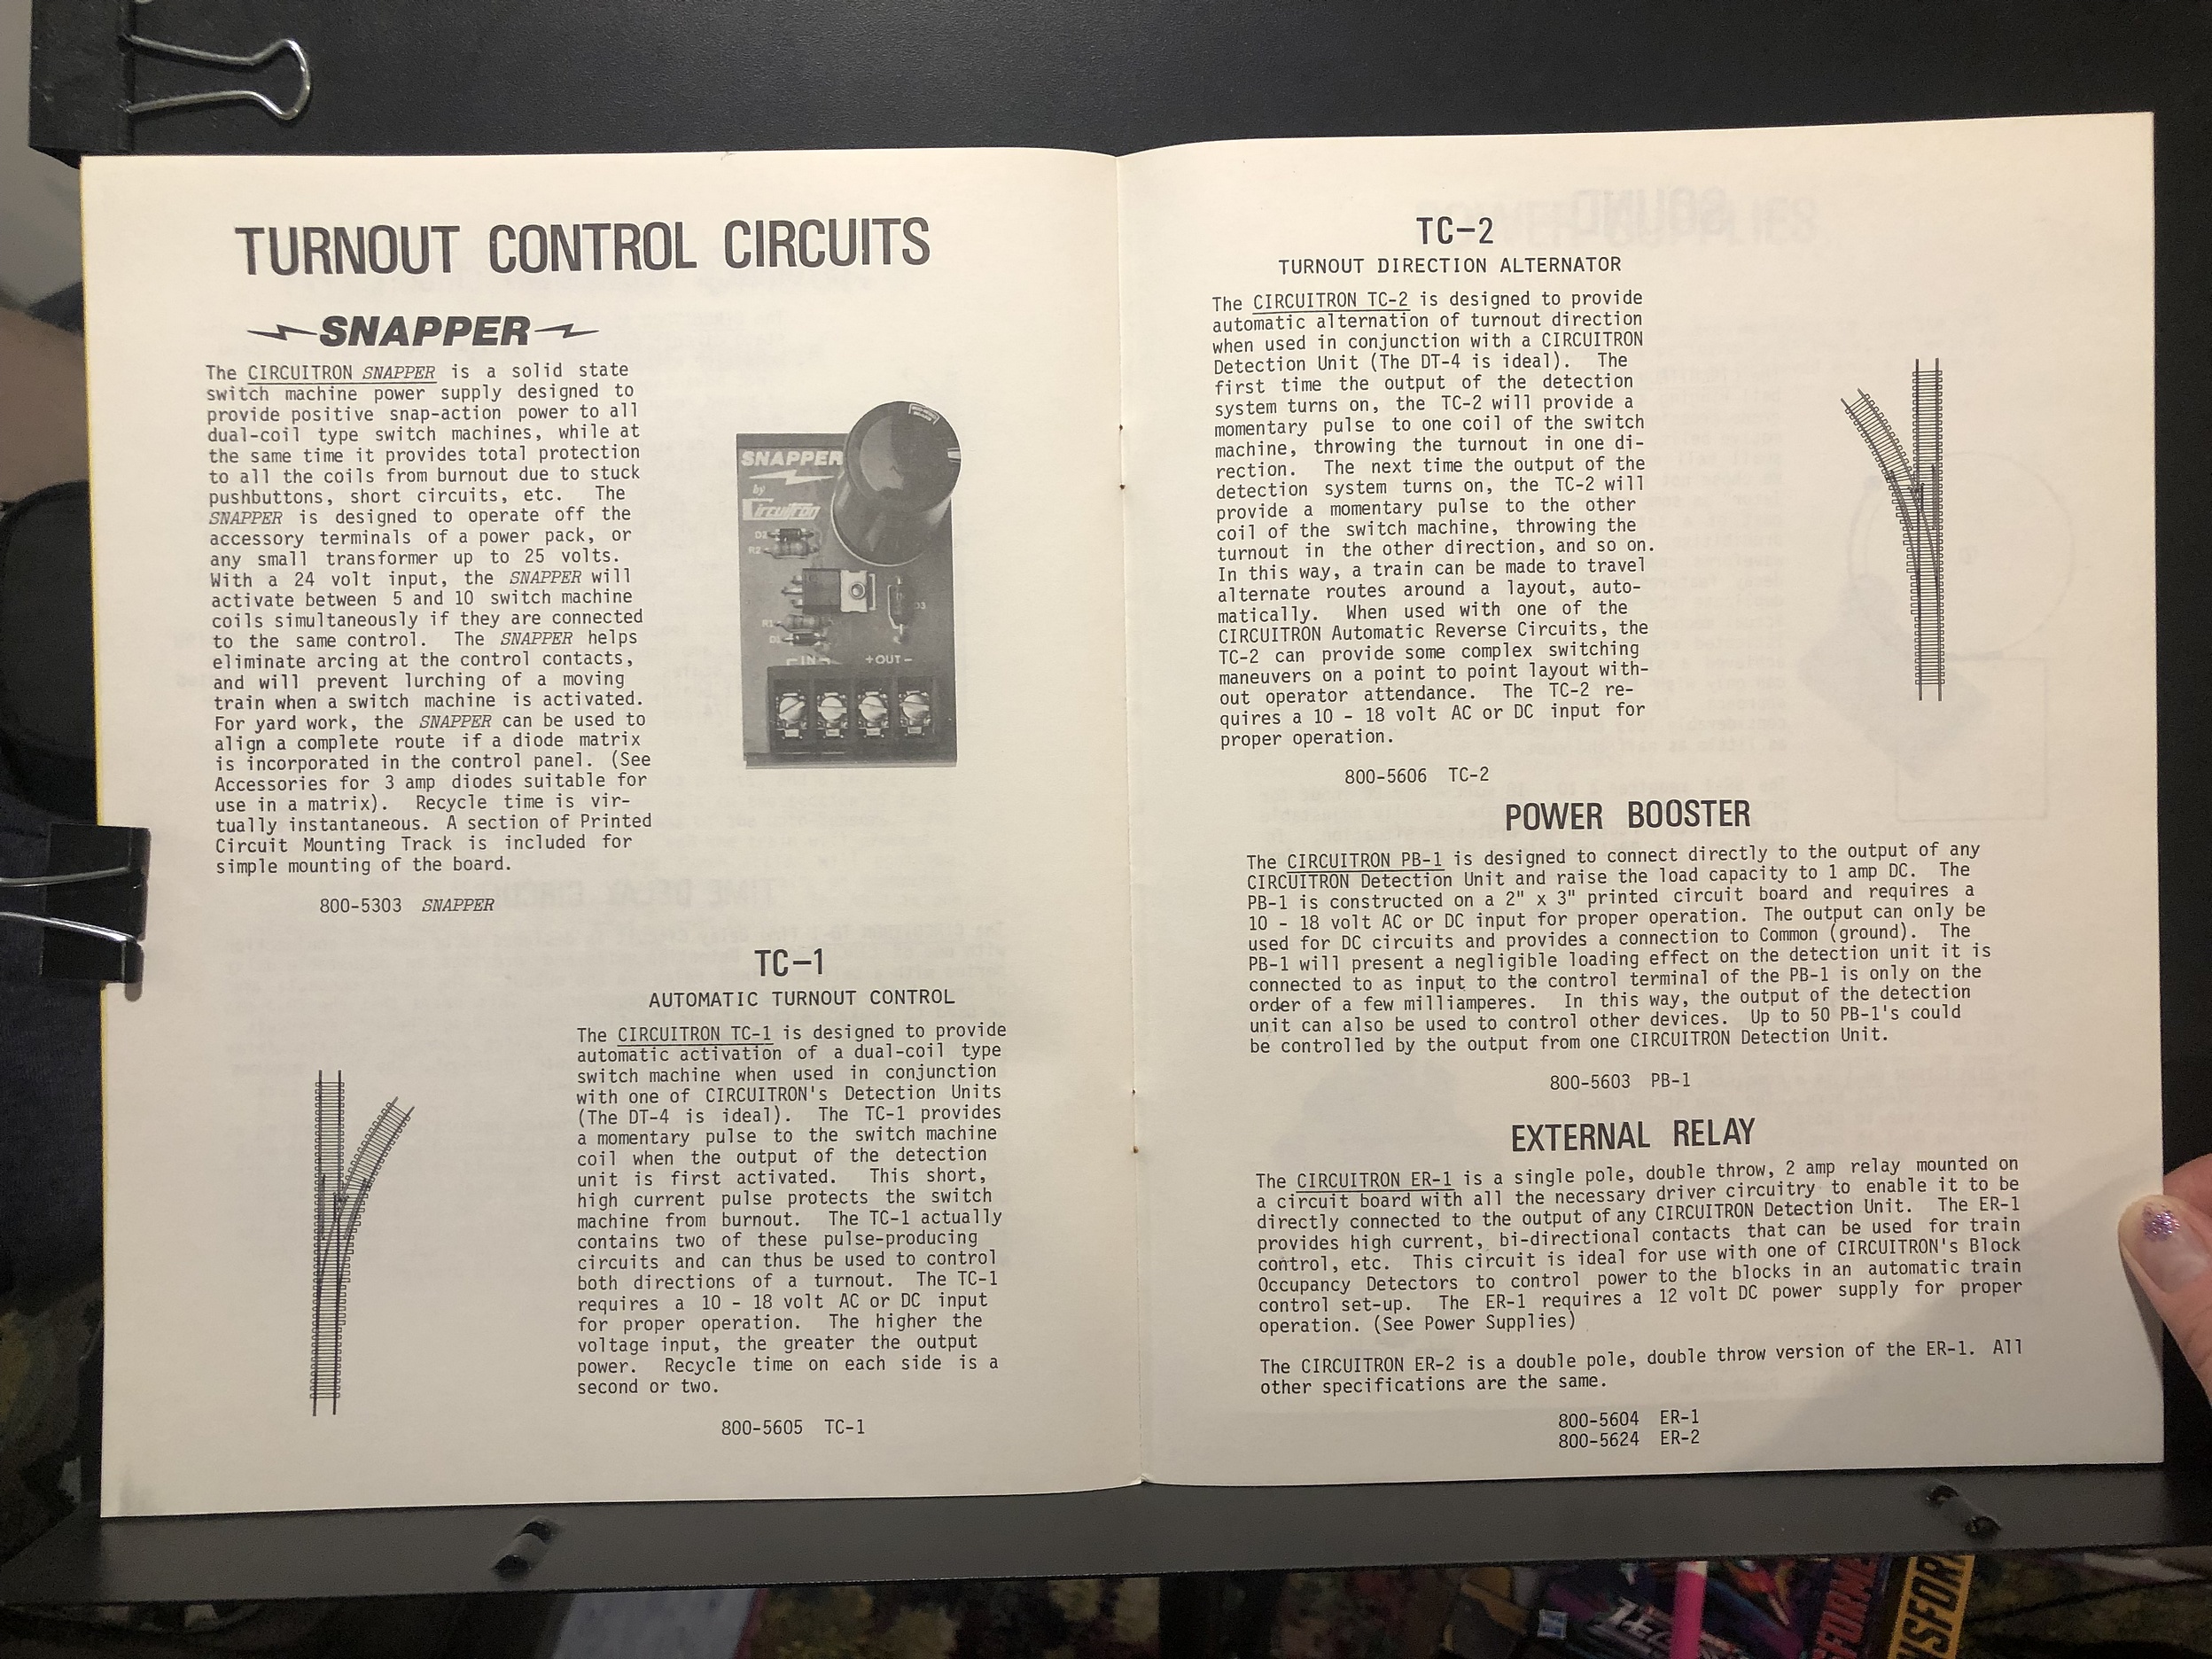 TURNOUT CONTROL CIRCUITS
SNAPPER
The CIRCUITRON SNAPPER is a solid state
switch machine power supply designed to
provide positive snap-action power to all
dual-coil type switch machines, while at
the same time it provides total protection
to all the coils from burnout due to stuck
pushbuttons, short circuits, etc. The
SNAPPER is designed to operate off the
accessory terminals of a power pack, or
any small transformer up to 25 volts.
With a 24 volt input, the SNAPPER will
activate between 5 and 10 switch machine
coils simultaneously if they are connected
to the same control. The SNAPPER helps
eliminate arcing at the control contacts,
and will prevent lurching of a moving
train when a switch machine is activated.
For yard work, the SNAPPER can be used to
align a complete route if a diode matrix
is incorporated in the control panel. (See
Accessories for 3 amp diodes suitable for
use in a matrix). Recycle time is vir-
tually instantaneous. A section of Printed
Circuit Mounting Track is included for
simple mounting of the board.
800-5303 SNAPPER
SNAPPER
by
Circuitron
D2
R2
D3
R1
D1
IN
+OUT-
TC-1
AUTOMATIC TURNOUT CONTROL
The CIRCUITRON TC-1 is designed to provide
automatic activation of a dual-coil type
switch machine when used in conjunction
with one of CIRCUITRON's Detection Units
(The DT-4 is ideal). The TC-1 provides
a momentary pulse to the switch machine
coil when the output of the detection
unit is first activated. This short,
high current pulse protects the switch
machine from burnout. The TC-1 actually
contains two of these pulse-producing
circuits and can thus be used to control
both directions of a turnout. The TC-1
requires a 10 - 18 volt AC or DC input
for proper operation. The higher the
voltage input, the greater the output
power. Recycle time on each side is a
second or two.
800-5605 TC-1
TC-2
TURNOUT DIRECTION ALTERNATOR
The CIRCUITRON TC-2 is designed to provide
automatic alternation of turnout direction
when used in conjunction with a CIRCUITRON
Detection Unit (The DT-4 is ideal). The
first time the output of the detection
system turns on, the TC-2 will provide a
momentary pulse to one coil of the switch
machine, throwing the turnout in one di-
rection. The next time the output of the
detection system turns on, the TC-2 will
provide a momentary pulse to the other
coil of the switch machine, throwing the
turnout in the other direction, and so on.
In this way, a train can be made to travel
alternate routes around a layout, auto-
matically. When used with one of the
CIRCUITRON Automatic Reverse Circuits, the
TC-2 can provide some complex switching
maneuvers on a point to point layout with-
out operator attendance. The TC-2 re-
quires a 10 - 18 volt AC or DC input for
proper operation.
800-5606 TC-2
POWER BOOSTER
The CIRCUITRON PB-1 is designed to connect directly to the output of any
CIRCUITRON Detection Unit and raise the load capacity to 1 amp DC. The
PB-1 is constructed on a 2" x 3" printed circuit board and requires a
10 - 18 volt AC or DC input for proper operation. The output can only be
used for DC circuits and provides a connection to Common (ground). The
PB-1 will present a negligible loading effect on the detection unit it is
connected to as input to the control terminal of the PB-1 is only on the
order of a few milliamperes. In this way, the output of the detection
unit can also be used to control other devices. Up to 50 PB-1's could
be controlled by the output from one CIRCUITRON Detection Unit.
800-5603 PB-1
EXTERNAL RELAY
The CIRCUITRON ER-1 is a single pole, double throw, 2 amp relay mounted on
a circuit board with all the necessary driver circuitry to enable it to be
directly connected to the output of any CIRCUITRON Detection Unit. The ER-1
provides high current, bi-directional contacts that can be used for train
control, etc. This circuit is ideal for use with one of CIRCUITRON's Block
Occupancy Detectors to control power to the blocks in an automatic train
control set-up. The ER-1 requires a 12 volt DC power supply for proper
operation. (See Power Supplies)
The CIRCUITRON ER-2 is a double pole, double throw version of the ER-1. All
other specifications are the same.
800-5604 ER-1
800-5624 ER-2